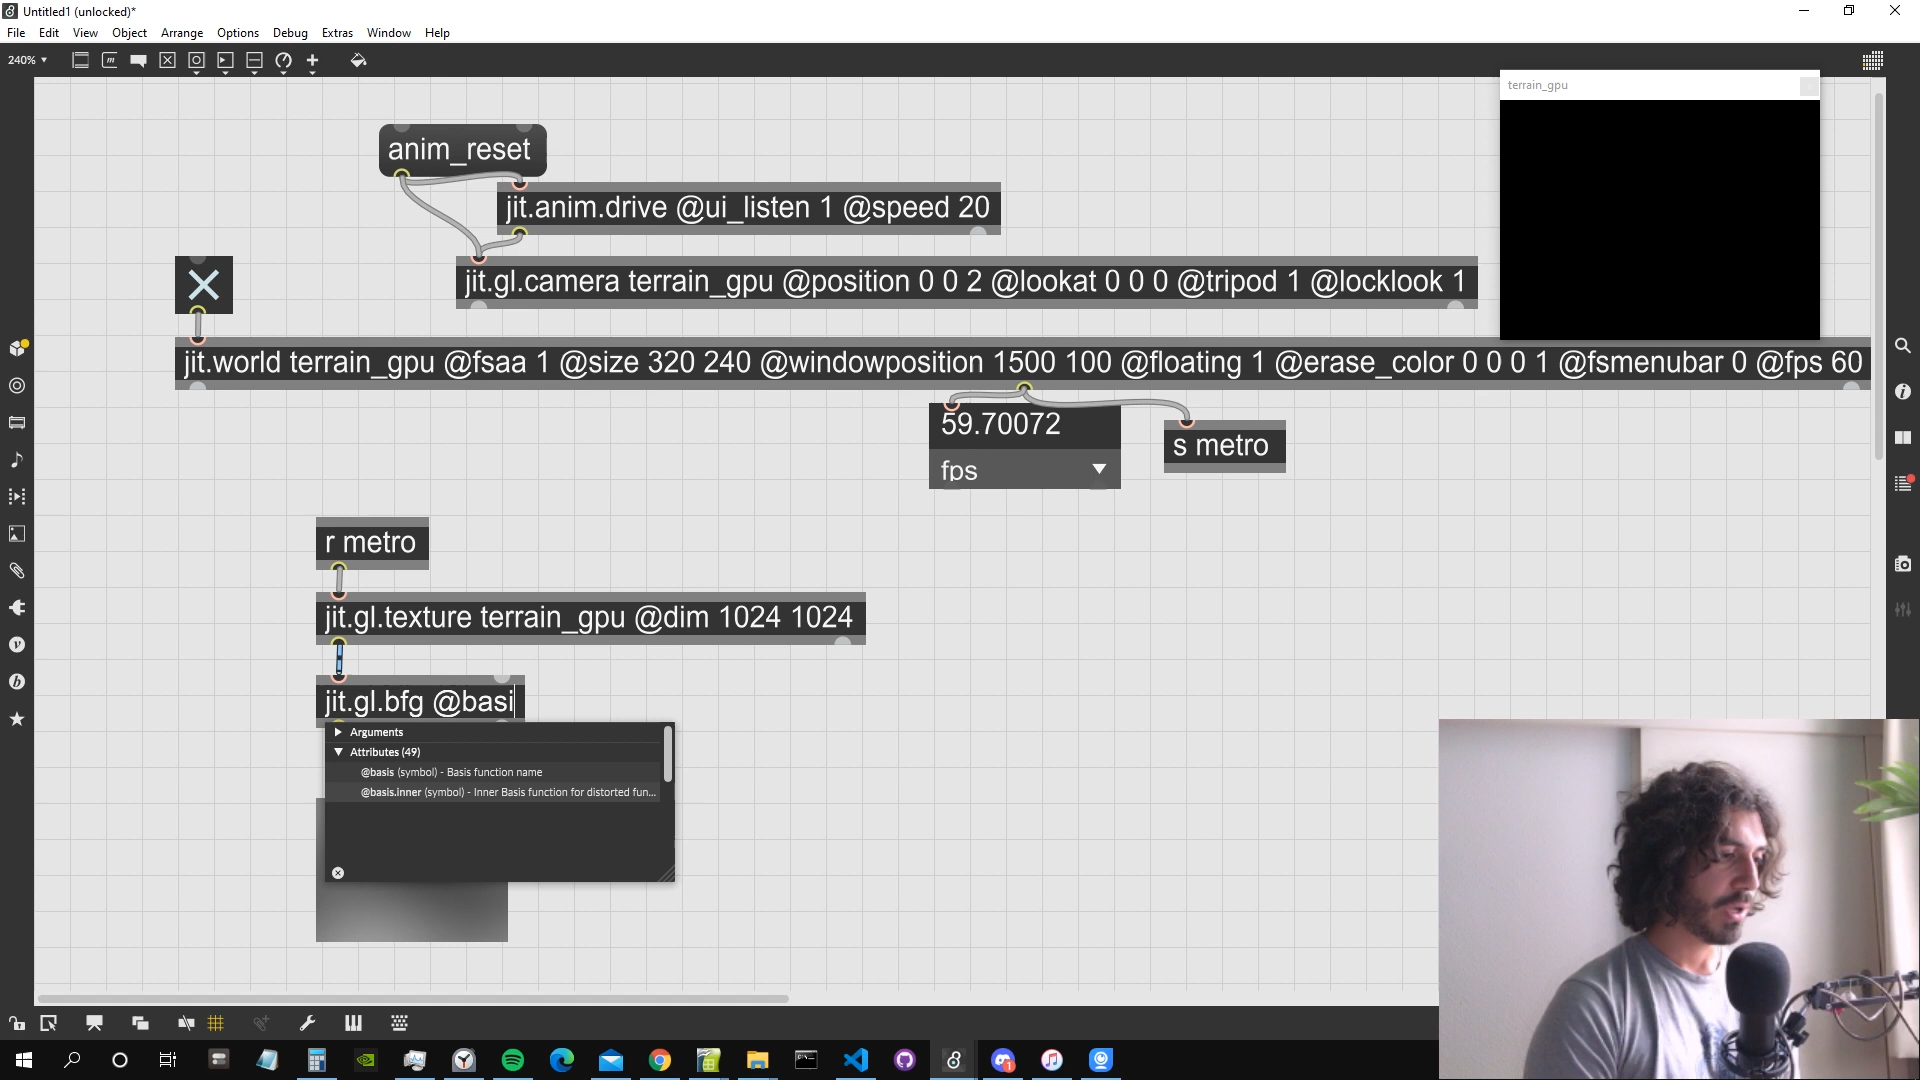 Untitled1 (unlocked)*
File Edit View Object Arrange Options Debug Extras Window Help
240%
terrain_gpu
anim_reset
jit.anim.drive @ui_listen 1 @speed 20
jit.gl.camera terrain_gpu @position 0 0 2 @lookat 0 0 0 @tripod 1 @locklook 1
jit.world terrain_gpu @fsaa 1 @size 320 240 @windowposition 1500 100 @floating 1 @erase_color 0 0 0 1 @fsmenubar 0 @fps 60
59.70072
fps
s metro
r metro
jit.gl.texture terrain_gpu @dim 1024 1024
jit.gl.bfg @basi
Arguments
Attributes (49)
@basis (symbol) - Basis function name
@basis.inner (symbol) - Inner Basis function for distorted fun...